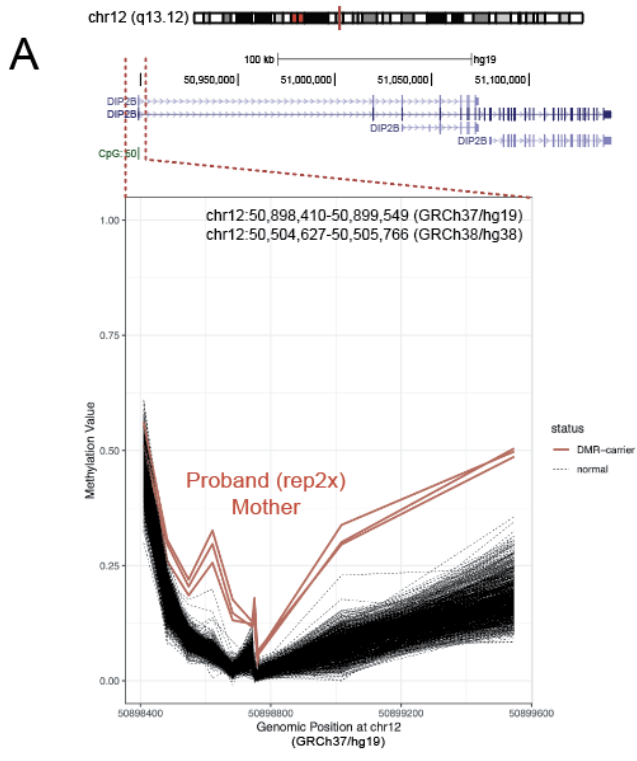 chr12 (q13.12)
A
100 kb hg19
50,950,000 51,000,000 51,050,000 51,100,000
DIP2B
DIP2B
DIP2B
DIP2B
CpG: 50
chr12:50,898,410-50,899,549 (GRCh37/hg19)
chr12:50,504,627-50,505,766 (GRCh38/hg38)
1.00
0.75
0.50
0.25
0.00
Methylation Value
Proband (rep2x)
Mother
status
DMR-carrier
normal
50898400 50898800 50899200 50899600
Genomic Position at chr12
(GRCh37/hg19)